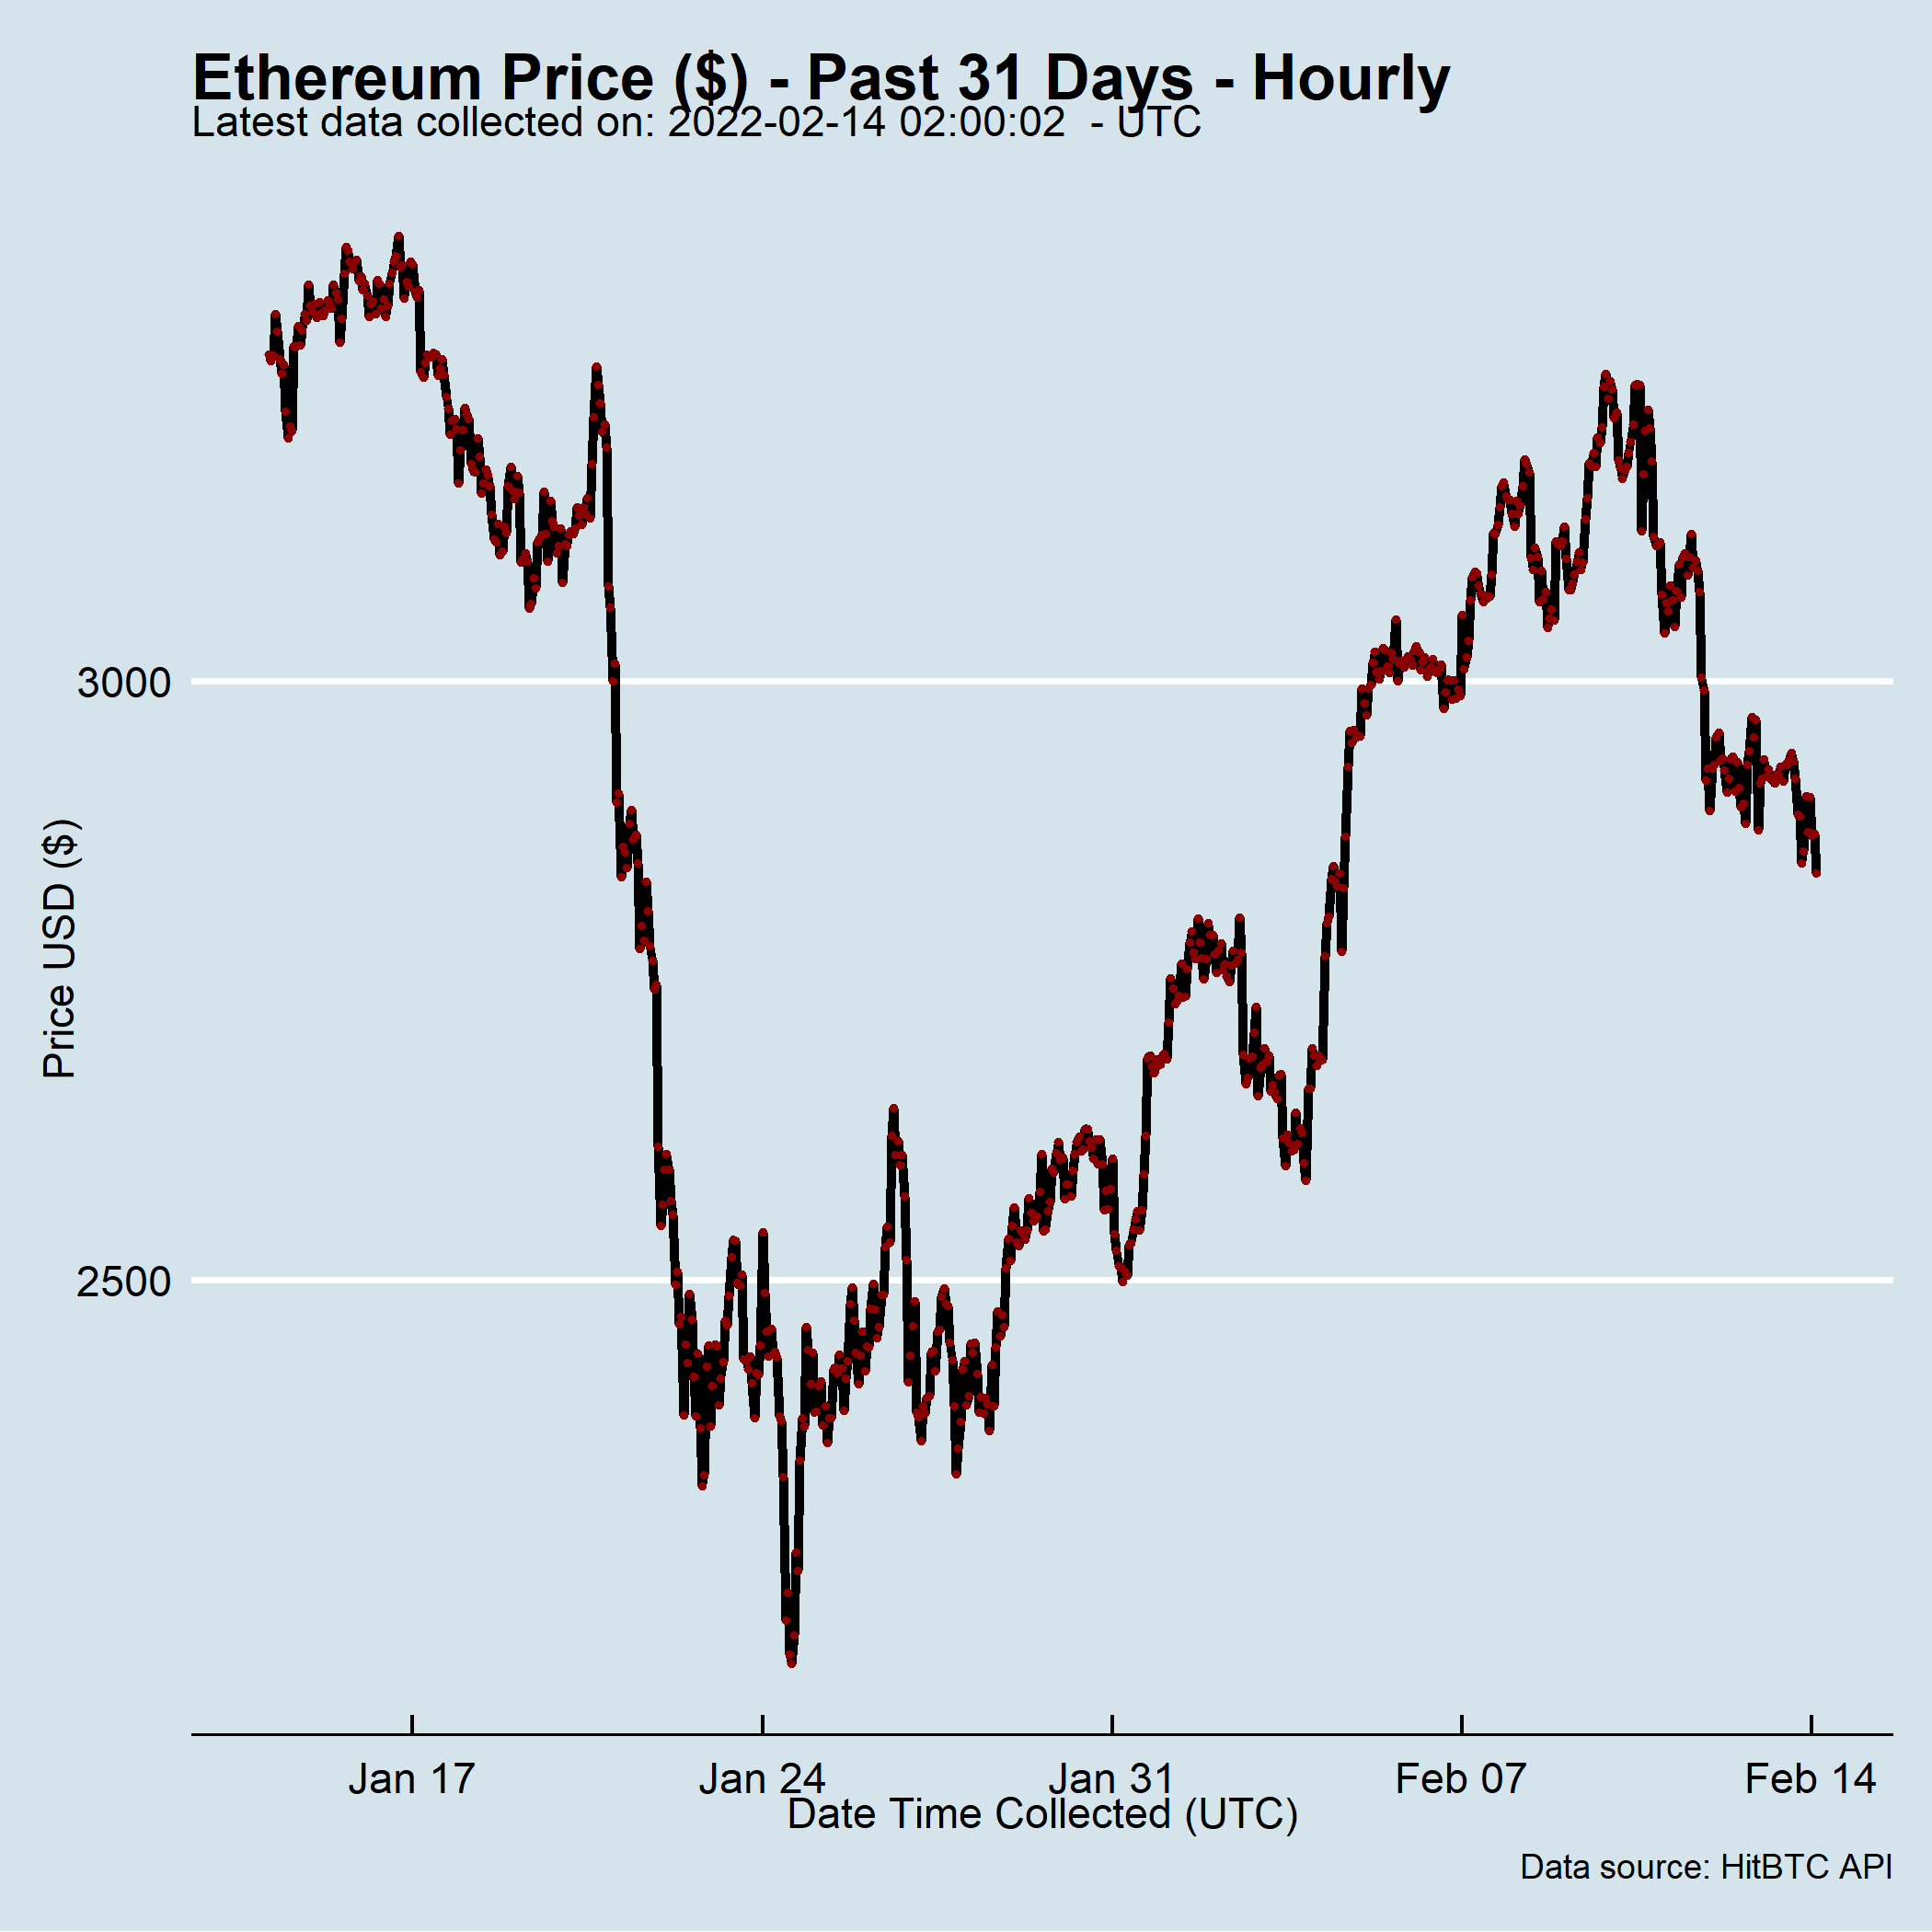 Ethereum Price ($) - Past 31 Days - Hourly
Latest data collected on: 2022-02-14 02:00:02  - UTC
Price USD ($)
3000
2500
Jan 17
Jan 24
Jan 31
Feb 07
Feb 14
Date Time Collected (UTC)
Data source: HitBTC API